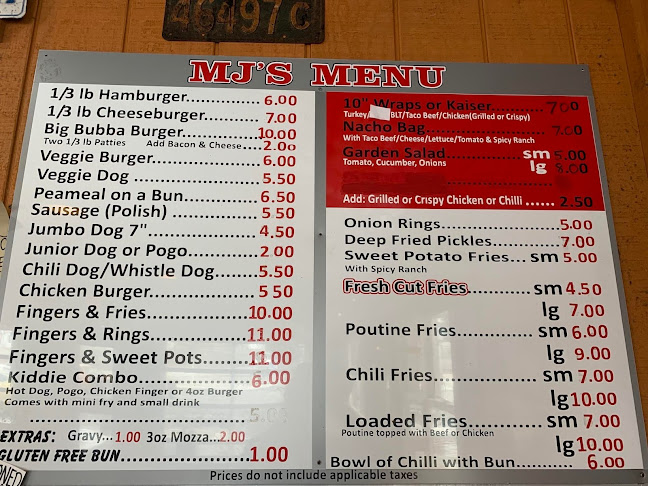 46497C
MJ'S MENU
1/3 lb Hamburger............... 6.00
1/3 lb Cheeseburger............ 7.00
Big Bubba Burger............ 10.00
Two 1/3 lb Patties Add Bacon & Cheese.....2.00
Veggie Burger................... 6.00
Veggie Dog ..................... 5.50
Peameal on a Bun............. 6.50
Sausage (Polish) ............... 5 50
Jumbo Dog 7"................. 4.50
Junior Dog or Pogo......... 2 00
Chili Dog/Whistle Dog....... 5.50
Chicken Burger................ 5 50
Fingers & Fries............... 10.00
Fingers & Rings............... 11.00
Fingers & Sweet Pots....... 11.00
Kiddie Combo................. 6.00
Hot Dog, Pogo, Chicken Finger or 4oz Burger
Comes with mini fry and small drink
........................................ 5.00
EXTRAS: Gravy...1.00 3oz Mozza...2.00
GLUTEN FREE BUN...................1.00
10" Wraps or Kaiser.......... 7.00
Turkey/ BLT/Taco Beef/Chicken(Grilled or Crispy)
Nacho Bag...................... 7.00
With Taco Beef/Cheese/Lettuce/Tomato & Spicy Ranch
Garden Salad............. sm 5.00
Tomato, Cucumber, Onions lg 8.00
Add: Grilled or Crispy Chicken or Chilli ...... 2.50
Onion Rings.................... 5.00
Deep Fried Pickles............ 7.00
Sweet Potato Fries... sm 5.00
With Spicy Ranch
Fresh Cut Fries........... sm 4.50
lg 7.00
Poutine Fries............. sm 6.00
lg 9.00
Chili Fries................. sm 7.00
lg 10.00
Loaded Fries............. sm 7.00
Poutine topped with Beef or Chicken
lg 10.00
Bowl of Chilli with Bun....... 6.00
Prices do not include applicable taxes